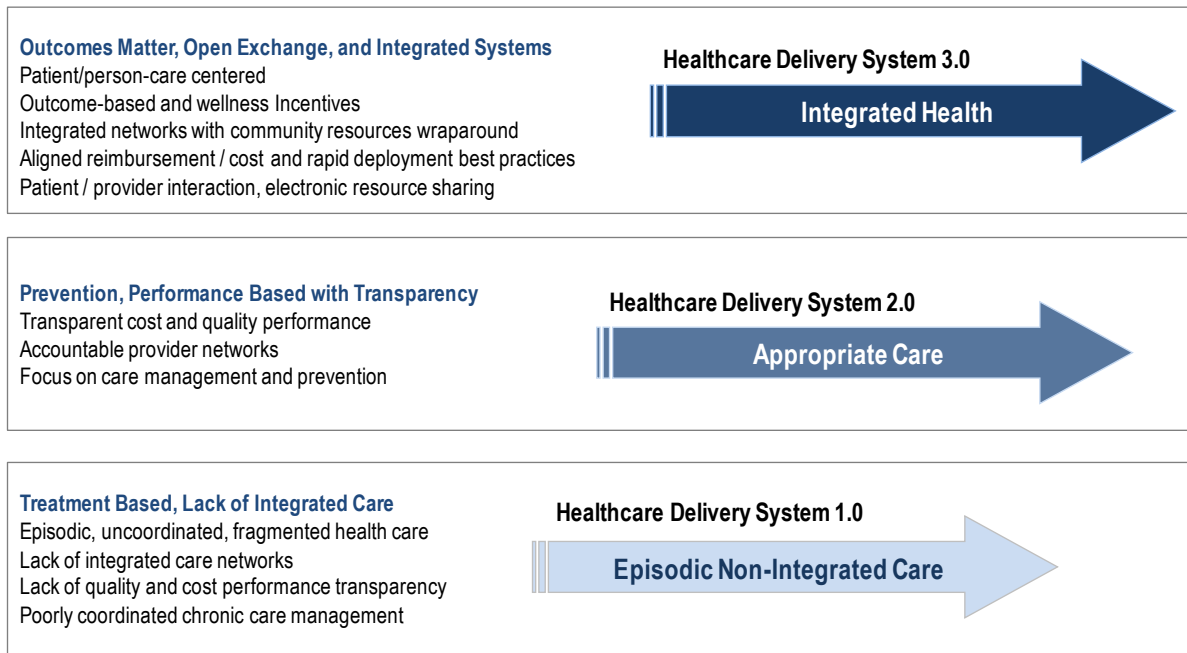 Outcomes Matter, Open Exchange, and Integrated Systems
Patient/person-care centered
Outcome-based and wellness Incentives
Integrated networks with community resources wraparound
Aligned reimbursement / cost and rapid deployment best practices
Patient / provider interaction, electronic resource sharing
Healthcare Delivery System 3.0
Integrated Health
Prevention, Performance Based with Transparency
Transparent cost and quality performance
Accountable provider networks
Focus on care management and prevention
Healthcare Delivery System 2.0
Appropriate Care
Treatment Based, Lack of Integrated Care
Episodic, uncoordinated, fragmented health care
Lack of integrated care networks
Lack of quality and cost performance transparency
Poorly coordinated chronic care management
Healthcare Delivery System 1.0
Episodic Non-Integrated Care